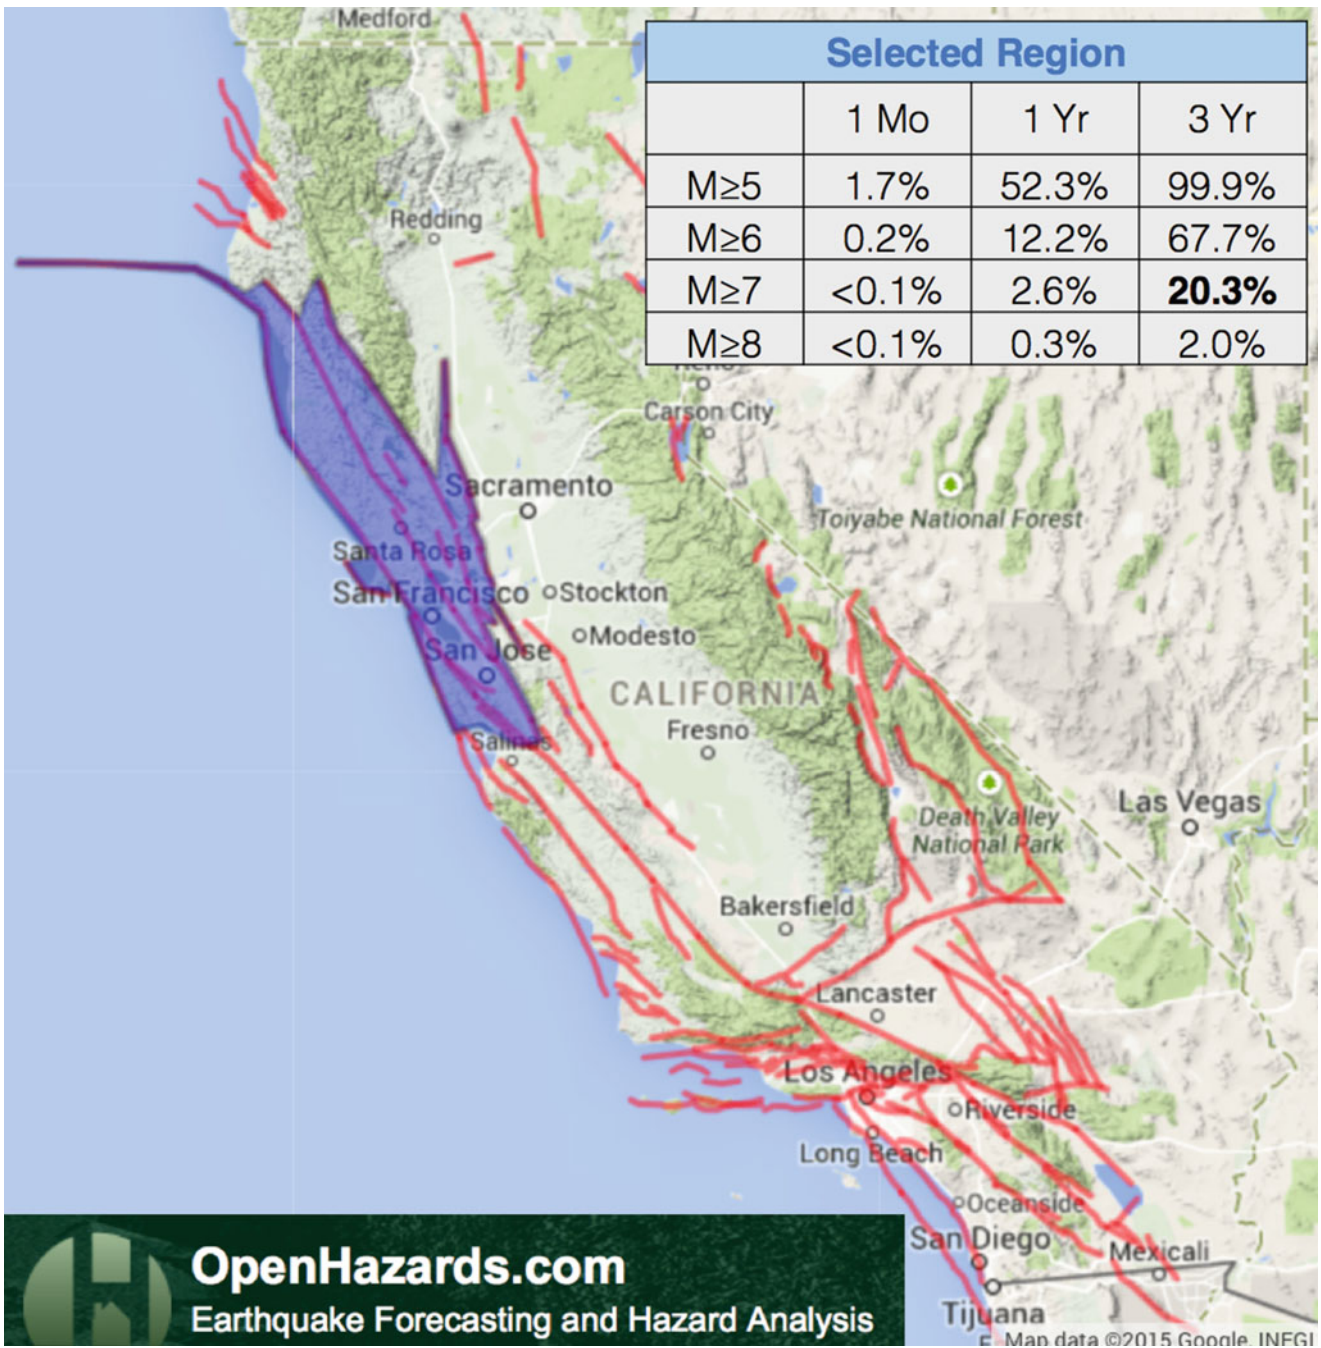 Medford
Selected Region
1 Mo 1 Yr 3 Yr
M≥5 1.7% 52.3% 99.9%
M≥6 0.2% 12.2% 67.7%
M≥7 <0.1% 2.6% 20.3%
M≥8 <0.1% 0.3% 2.0%
Redding
Carson City
Sacramento
Toiyabe National Forest
Santa Rosa
San Francisco
Stockton
Modesto
San Jose
CALIFORNIA
Fresno
Salinas
Las Vegas
Death Valley
National Park
Bakersfield
Lancaster
Los Angeles
Riverside
Long Beach
Oceanside
San Diego
Mexicali
Tijuana
OpenHazards.com
Earthquake Forecasting and Hazard Analysis
Map data ©2015 Google, INEGI